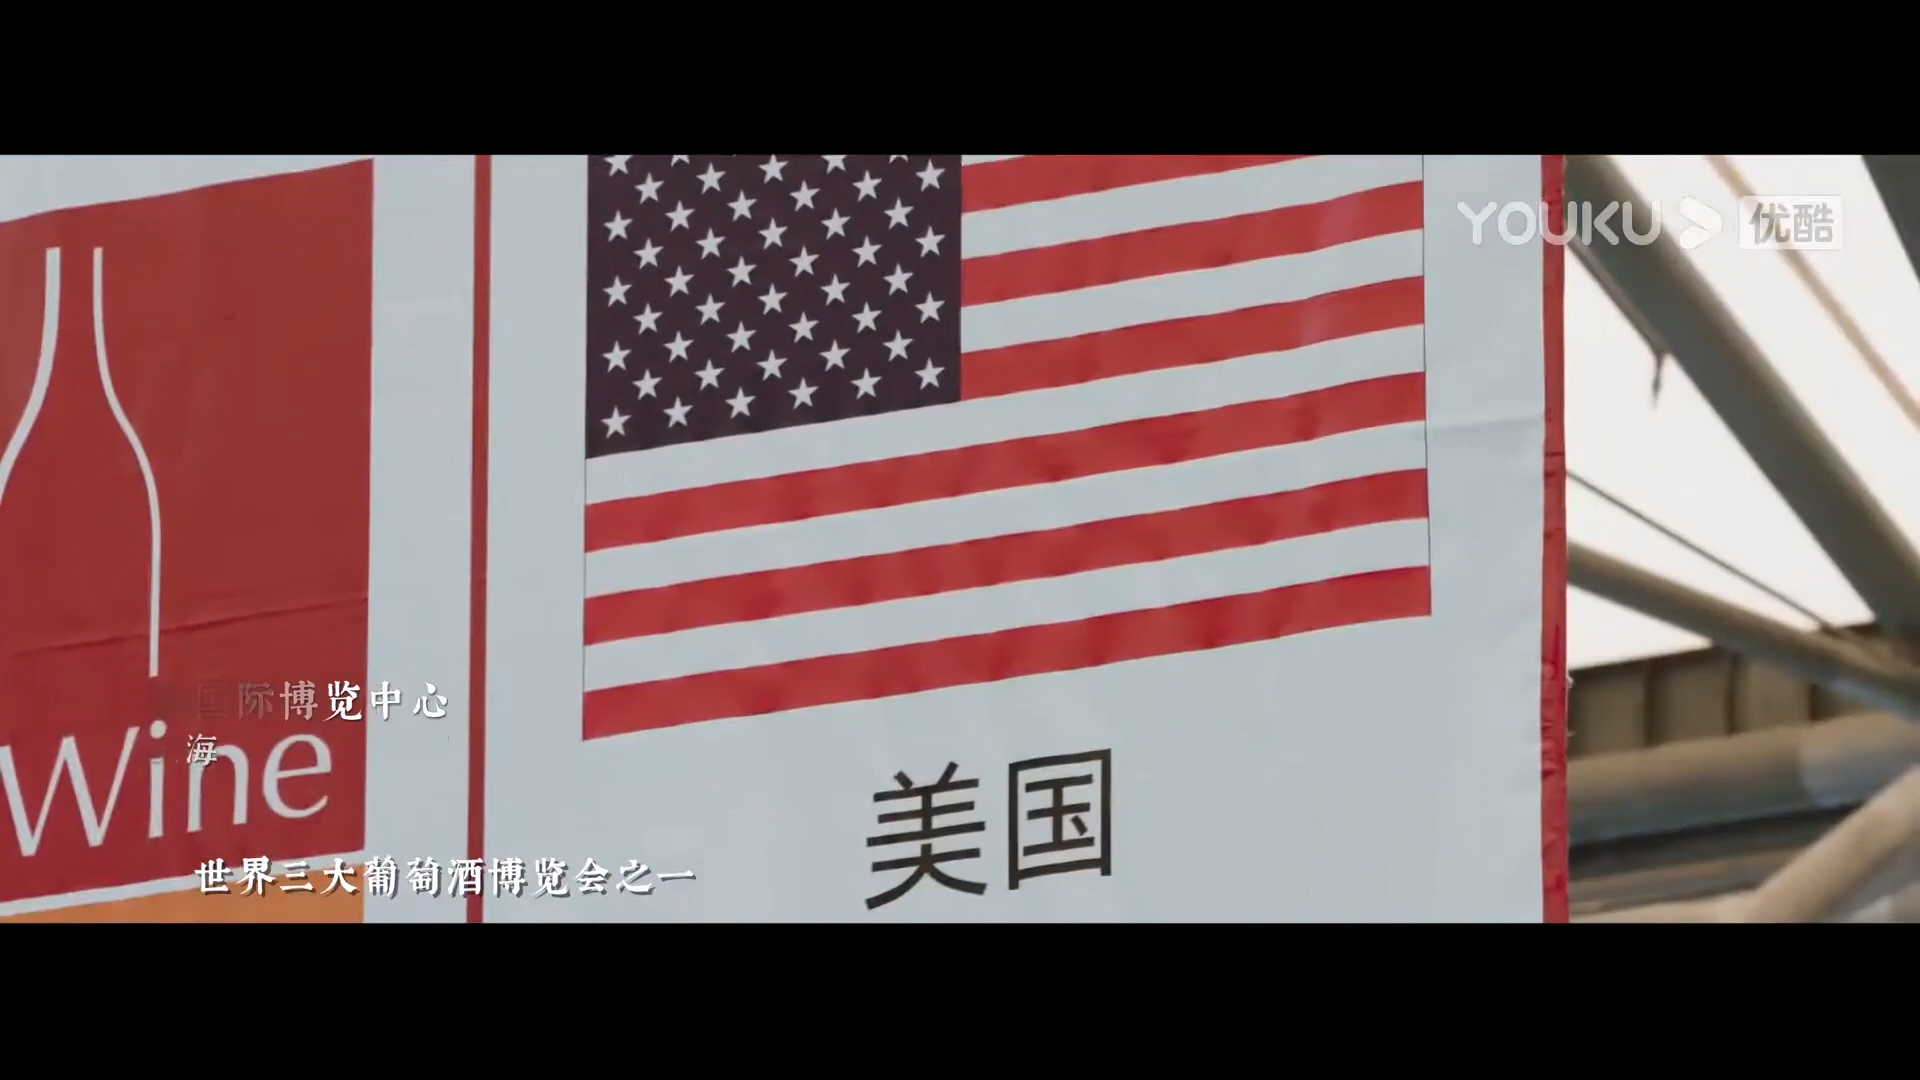 YOUKU 优酷
国际博览中心
海
Wine
美国
世界三大葡萄酒博览会之一